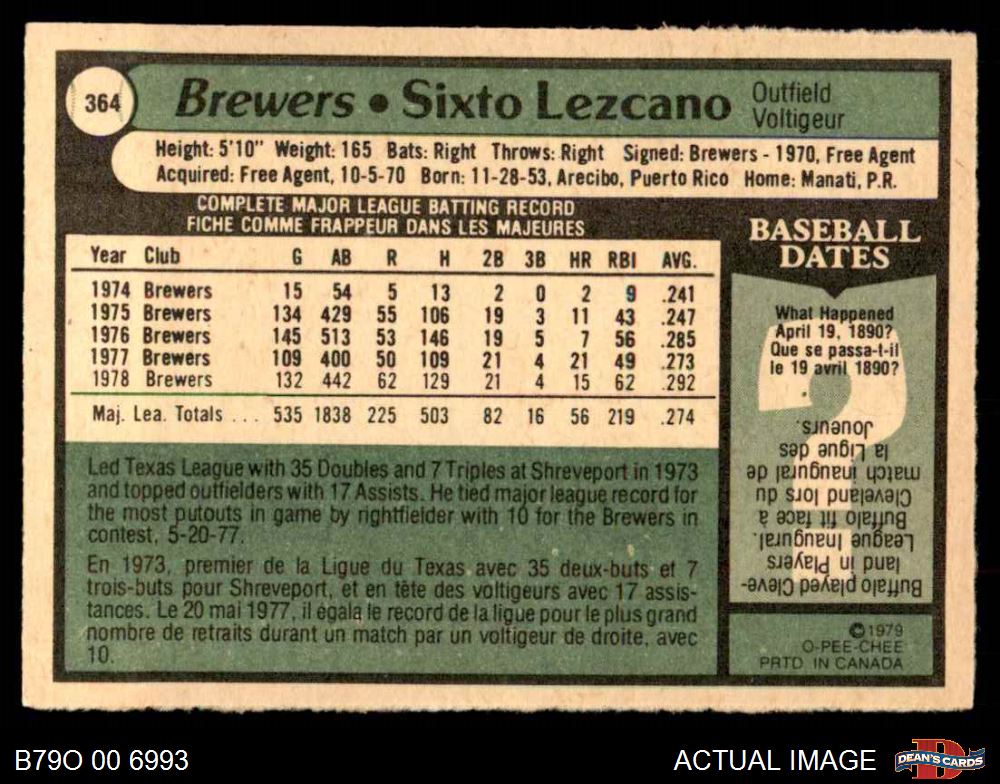 364
Brewers • Sixto Lezcano
Outfield
Voltigeur
Height: 5'10" Weight: 165 Bats: Right Throws: Right Signed: Brewers - 1970, Free Agent
Acquired: Free Agent, 10-5-70 Born: 11-28-53, Arecibo, Puerto Rico Home: Manati, P.R.
COMPLETE MAJOR LEAGUE BATTING RECORD
FICHE COMME FRAPPEUR DANS LES MAJEURES
Year Club G AB R H 2B 3B HR RBI AVG.
1974 Brewers 15 54 5 13 2 0 2 9 .241
1975 Brewers 134 429 55 106 19 3 11 43 .247
1976 Brewers 145 513 53 146 19 5 7 56 .285
1977 Brewers 109 400 50 109 21 4 21 49 .273
1978 Brewers 132 442 62 129 21 4 15 62 .292
Maj. Lea. Totals ... 535 1838 225 503 82 16 56 219 .274
Led Texas League with 35 Doubles and 7 Triples at Shreveport in 1973
and topped outfielders with 17 Assists. He tied major league record for
the most putouts in game by rightfielder with 10 for the Brewers in
contest, 5-20-77.
En 1973, premier de la Ligue du Texas avec 35 deux-buts et 7
trois-buts pour Shreveport, et en tête des voltigeurs avec 17 assis-
tances. Le 20 mai 1977, il égala le record de la ligue pour le plus grand
nombre de retraits durant un match par un voltigeur de droite, avec
10.
BASEBALL
DATES
What Happened
April 19, 1890?
Que se passa-t-il
le 19 avril 1890?
Buffalo played Cleve-
land in Players
League Inaugural.
Buffalo fit face à
Cleveland lors du
match inaugural de
la Ligue des
Joueurs.
©1979
O-PEE-CHEE
PRTD IN CANADA
B79O 00 6993
ACTUAL IMAGE
DEAN'S CARDS